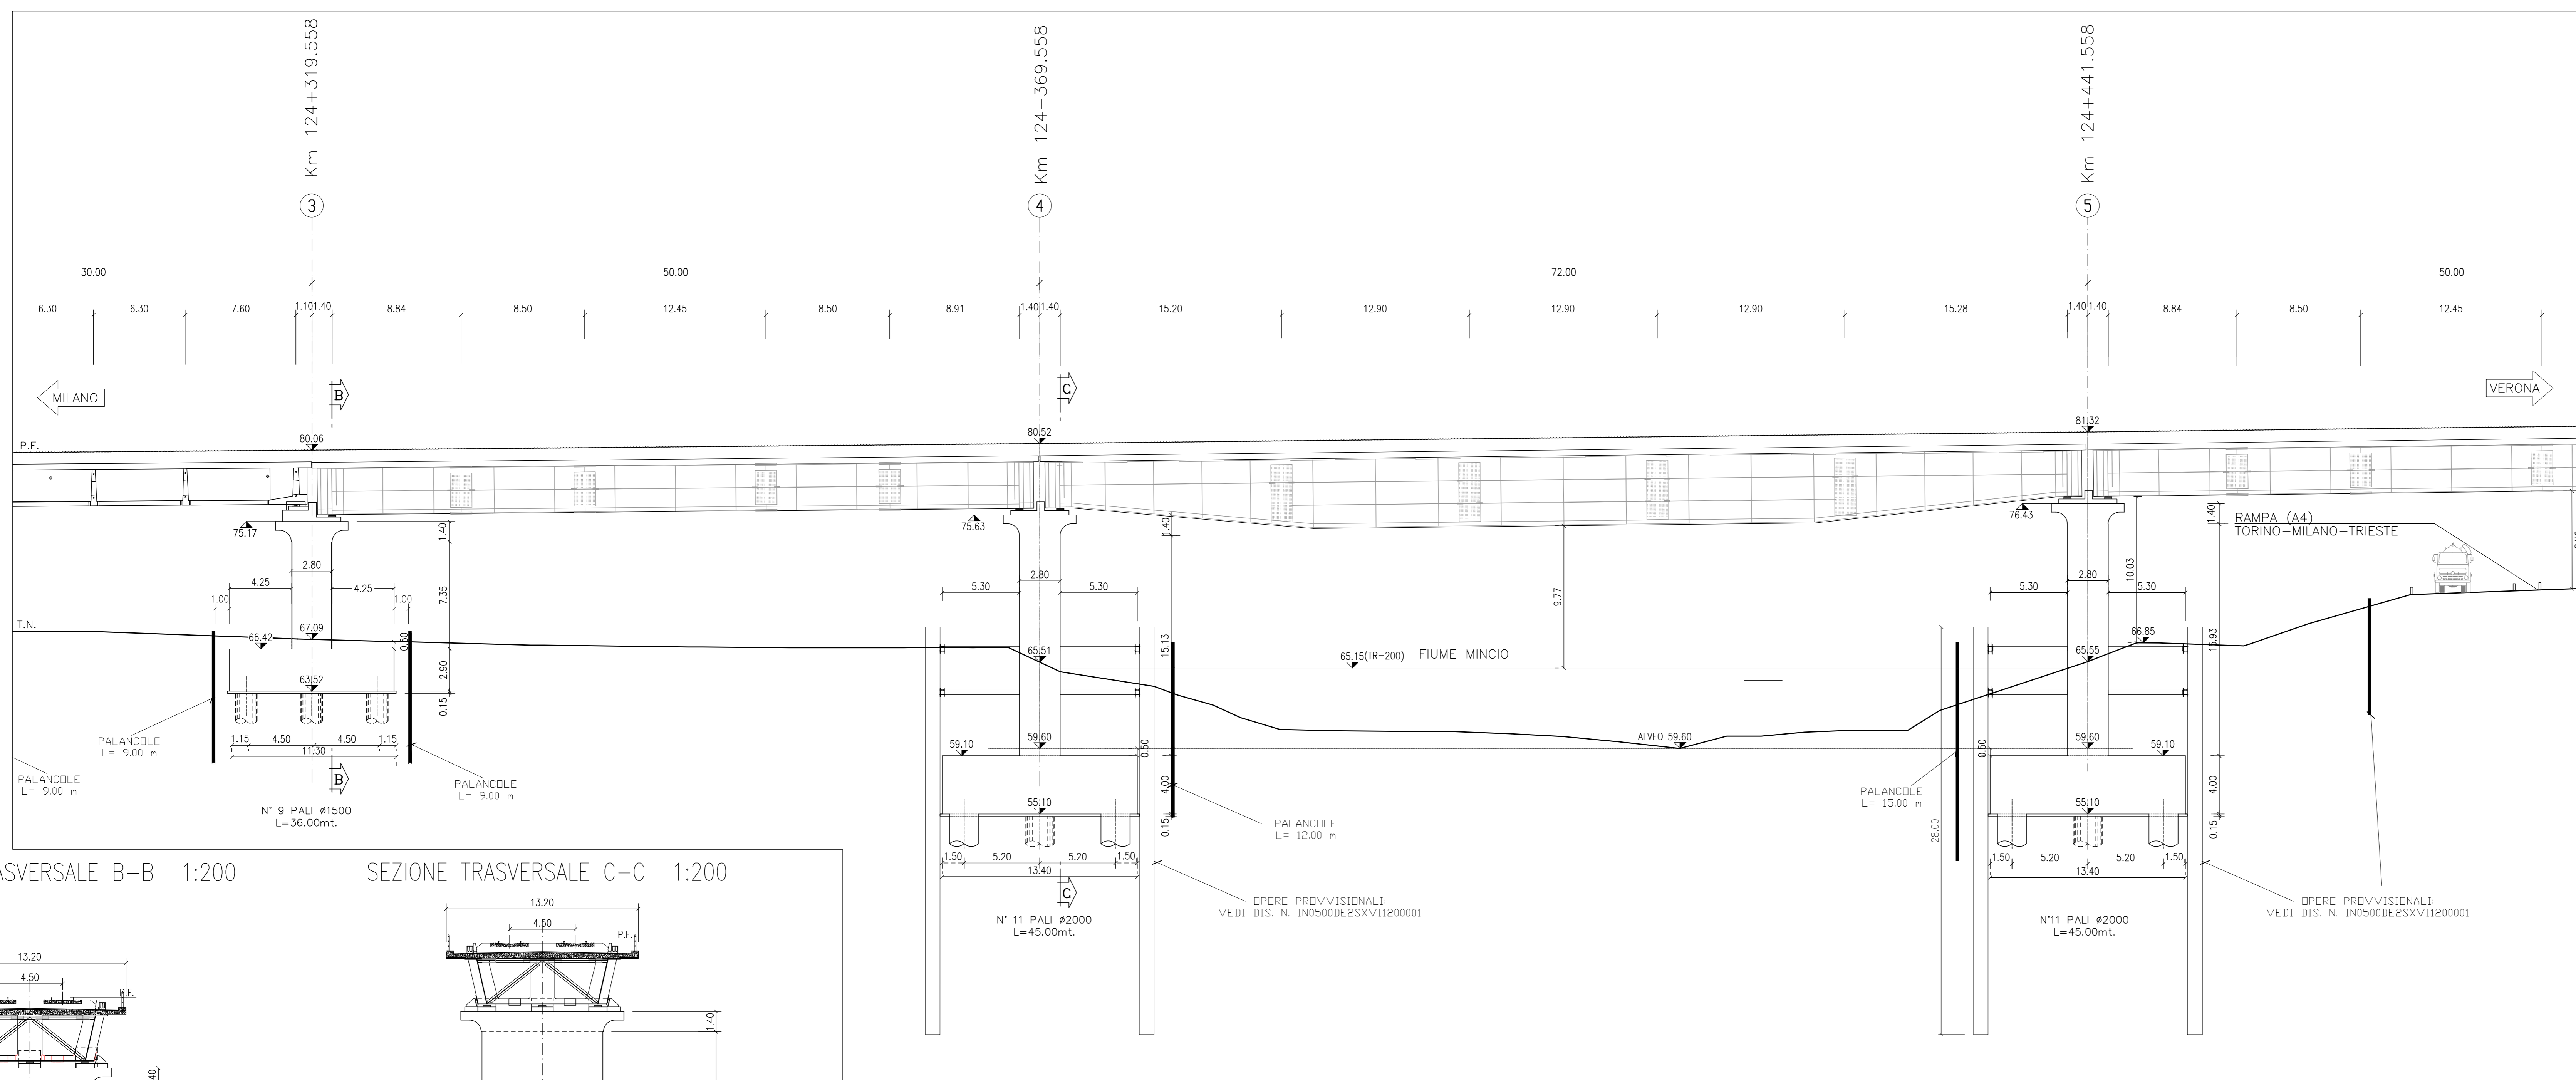 Km 124+319.558
Km 124+369.558
Km 124+441.558
3
4
5
30.00
50.00
72.00
50.00
6.30
6.30
7.60
1.10
1.40
8.84
8.50
12.45
8.50
8.91
1.40
1.40
15.20
12.90
12.90
12.90
15.28
1.40
1.40
8.84
8.50
12.45
MILANO
B
C
VERONA
P.F.
80.06
80.52
81.32
75.17
75.63
76.43
1.40
1.40
1.40
RAMPA (A4)
TORINO-MILANO-TRIESTE
2.80
4.25
4.25
1.00
1.00
7.35
5.30
2.80
5.30
9.77
5.30
2.80
5.30
10.03
T.N.
67.09
66.42
0.50
2.90
63.52
0.15
65.51
15.13
65.15(TR=200)
FIUME MINCIO
66.85
65.55
15.93
1.15
4.50
4.50
1.15
11.30
PALANCOLE
L= 9.00 m
PALANCOLE
L= 9.00 m
PALANCOLE
L= 9.00 m
B
N° 9 PALI ø1500
L=36.00mt.
59.10
59.60
0.50
ALVEO 59.60
0.50
59.60
59.10
4.00
55.10
0.15
PALANCOLE
L= 12.00 m
PALANCOLE
L= 15.00 m
28.00
55.10
4.00
0.15
1.50
5.20
5.20
1.50
13.40
C
1.50
5.20
5.20
1.50
13.40
OPERE PROVVISIONALI:
VEDI DIS. N. IN0500DE2SXVI1200001
OPERE PROVVISIONALI:
VEDI DIS. N. IN0500DE2SXVI1200001
N° 11 PALI ø2000
L=45.00mt.
N°11 PALI ø2000
L=45.00mt.
ASVERSALE B-B 1:200
SEZIONE TRASVERSALE C-C 1:200
13.20
4.50
P.F.
1.40
13.20
4.50
P.F.